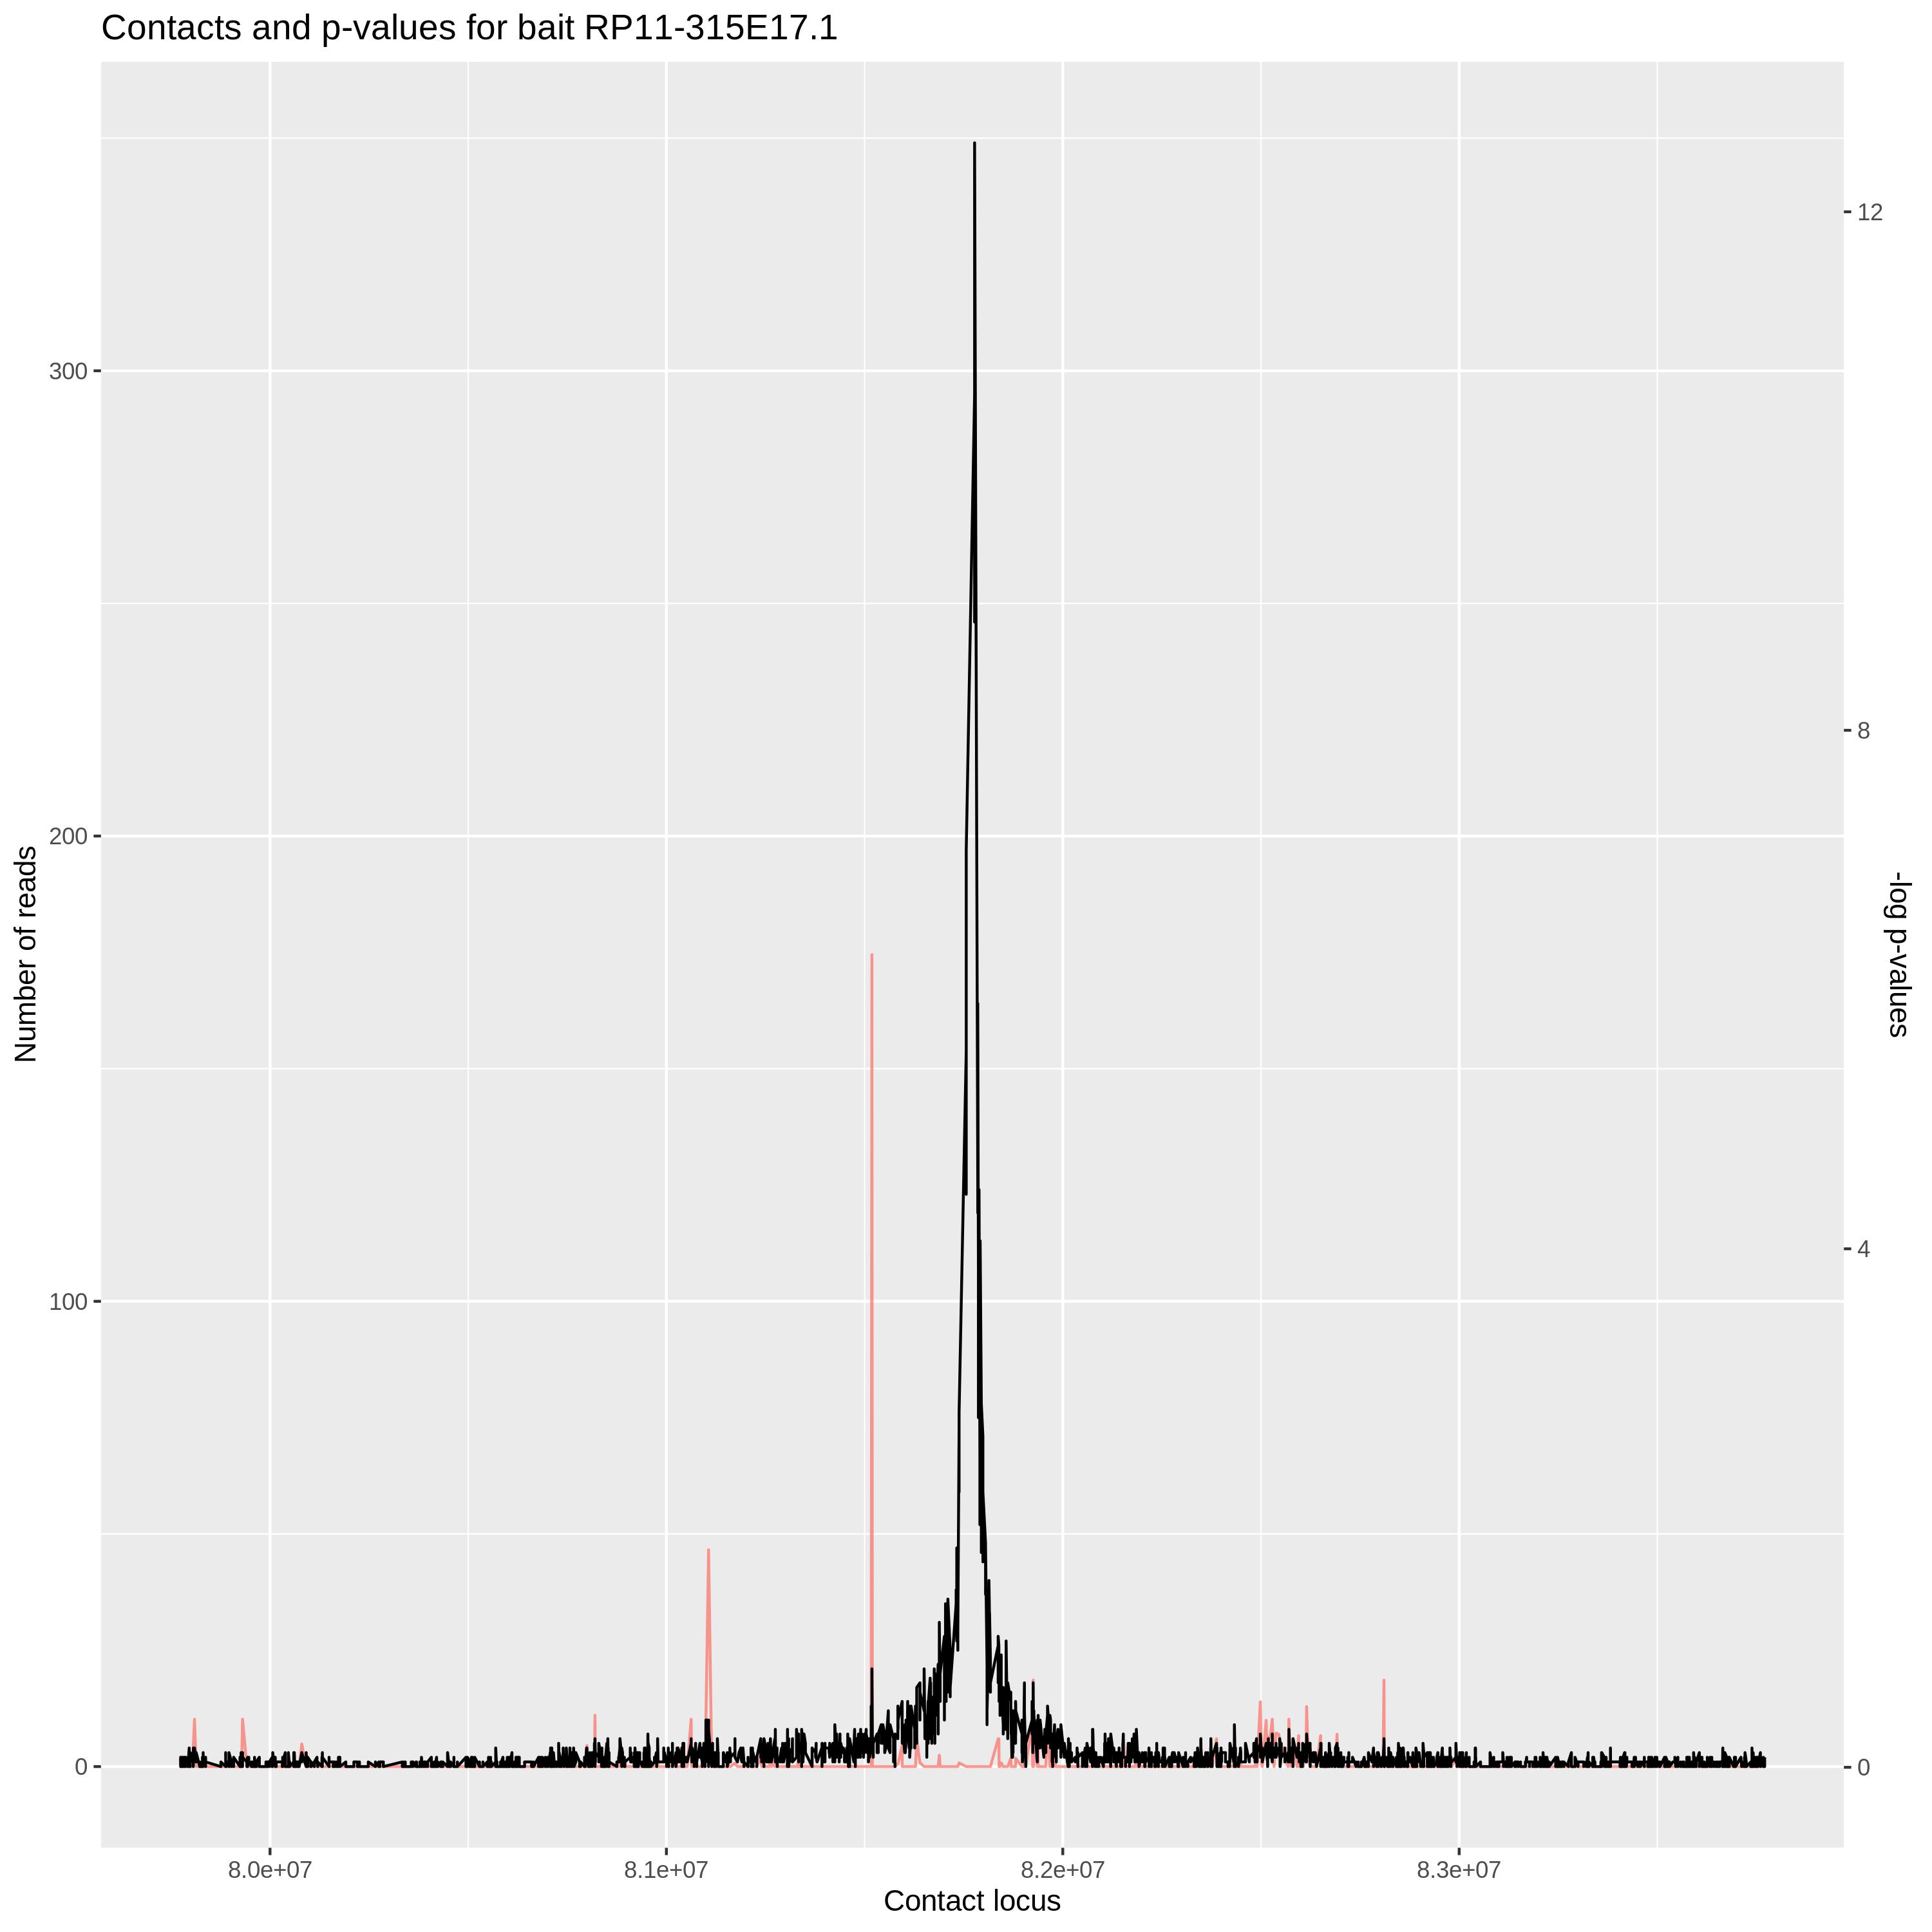 Contacts and p-values for bait RP11-315E17.1
300
200
100
0
12
8
4
0
Number of reads
-log p-values
8.0e+07
8.1e+07
8.2e+07
8.3e+07
Contact locus